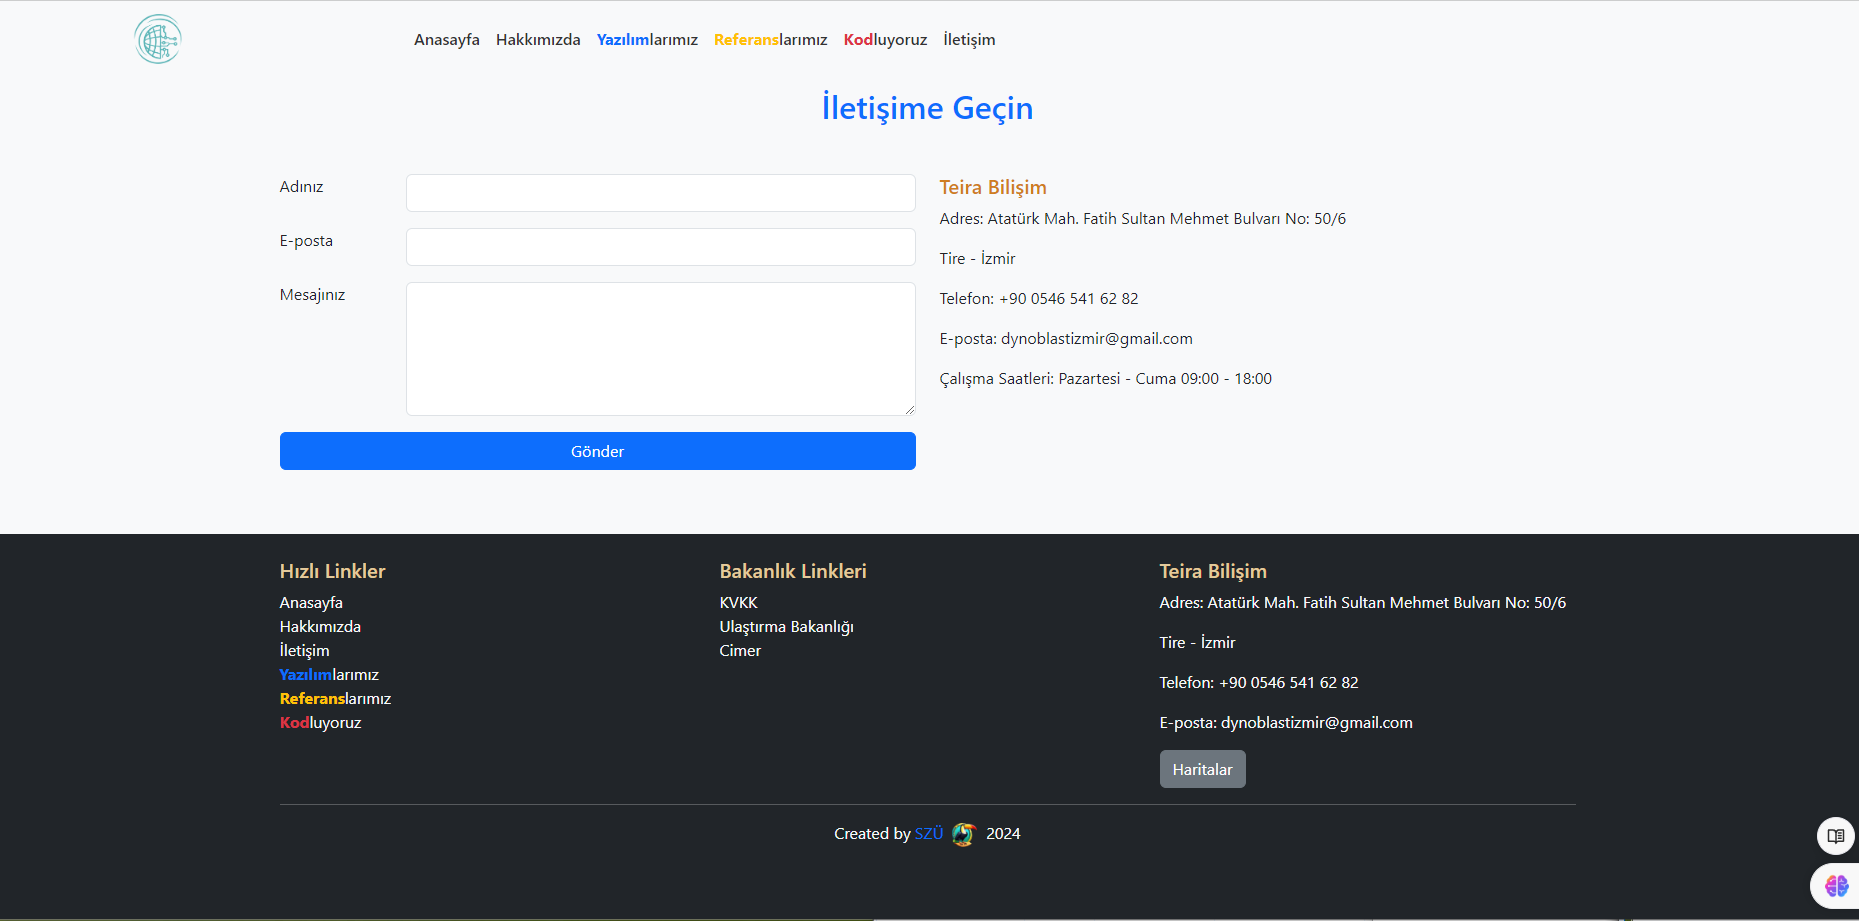 Anasayfa Hakkımızda Yazılımlarımız Referanslarımız Kodluyoruz İletişim
İletişime Geçin
Adınız
E-posta
Mesajınız
Gönder
Teira Bilişim
Adres: Atatürk Mah. Fatih Sultan Mehmet Bulvarı No: 50/6
Tire - İzmir
Telefon: +90 0546 541 62 82
E-posta: dynoblastizmir@gmail.com
Çalışma Saatleri: Pazartesi - Cuma 09:00 - 18:00
Hızlı Linkler
Anasayfa
Hakkımızda
İletişim
Yazılımlarımız
Referanslarımız
Kodluyoruz
Bakanlık Linkleri
KVKK
Ulaştırma Bakanlığı
Cimer
Teira Bilişim
Adres: Atatürk Mah. Fatih Sultan Mehmet Bulvarı No: 50/6
Tire - İzmir
Telefon: +90 0546 541 62 82
E-posta: dynoblastizmir@gmail.com
Haritalar
Created by SZÜ 2024